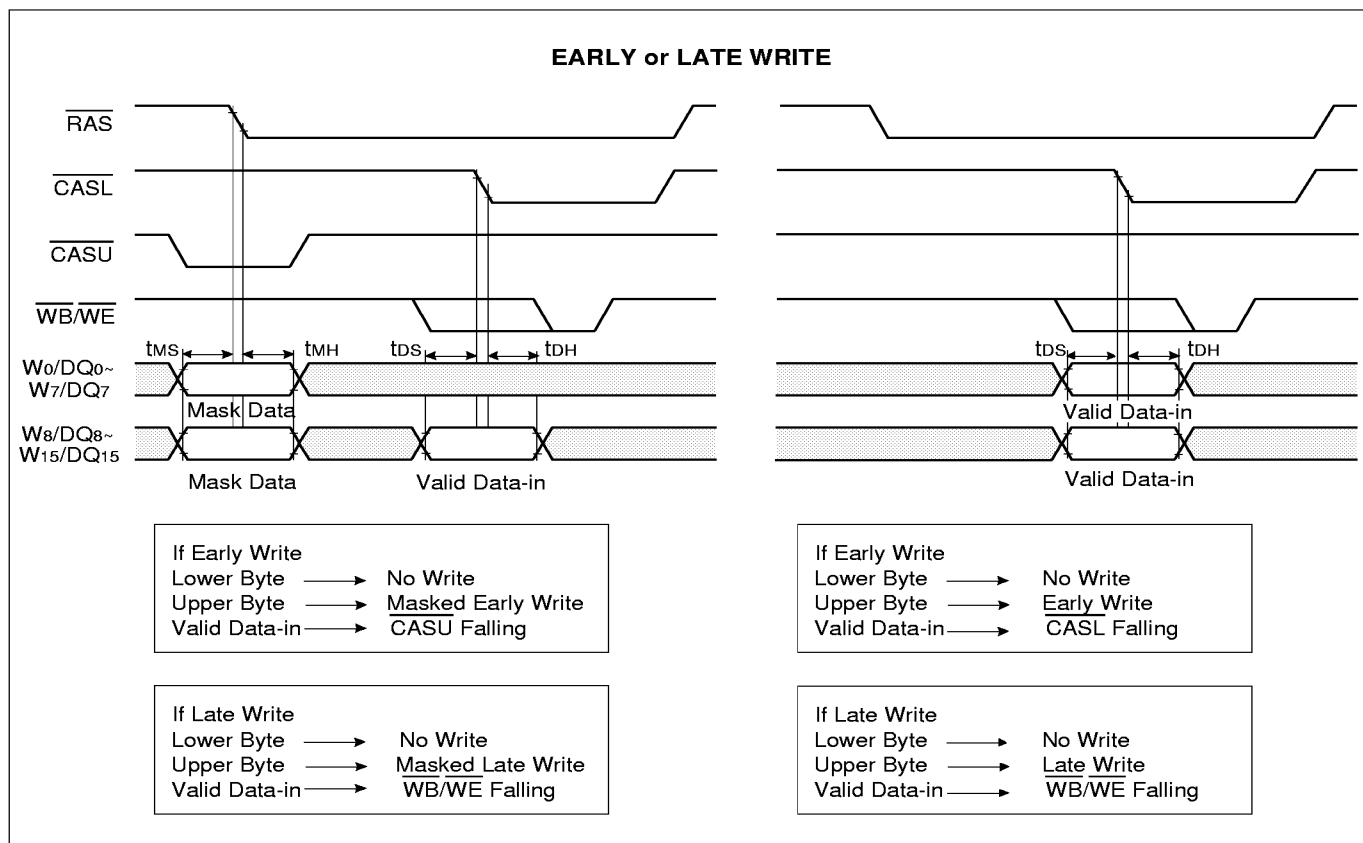 EARLY or LATE WRITE
RAS
CASL
CASU
WB/WE
tMS tMH tDS tDH tDS tDH
W0/DQ0~
W7/DQ7
Mask Data Valid Data-in
W8/DQ8~
W15/DQ15
Mask Data Valid Data-in Valid Data-in
If Early Write
Lower Byte No Write
Upper Byte Masked Early Write
Valid Data-in CASU Falling
If Early Write
Lower Byte No Write
Upper Byte Early Write
Valid Data-in CASL Falling
If Late Write
Lower Byte No Write
Upper Byte Masked Late Write
Valid Data-in WB/WE Falling
If Late Write
Lower Byte No Write
Upper Byte Late Write
Valid Data-in WB/WE Falling